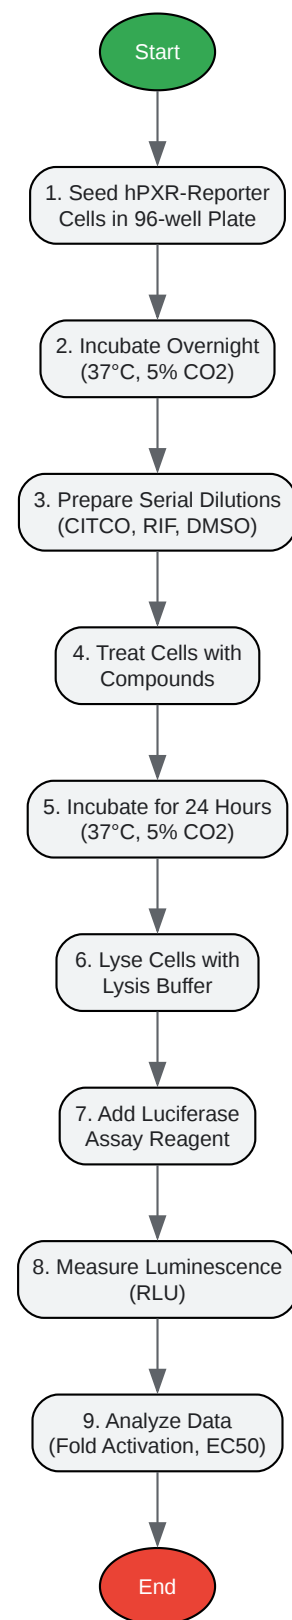 Start
1. Seed hPXR-Reporter
Cells in 96-well Plate
2. Incubate Overnight
(37°C, 5% CO2)
3. Prepare Serial Dilutions
(CITCO, RIF, DMSO)
4. Treat Cells with
Compounds
5. Incubate for 24 Hours
(37°C, 5% CO2)
6. Lyse Cells with
Lysis Buffer
7. Add Luciferase
Assay Reagent
8. Measure Luminescence
(RLU)
9. Analyze Data
(Fold Activation, EC50)
End